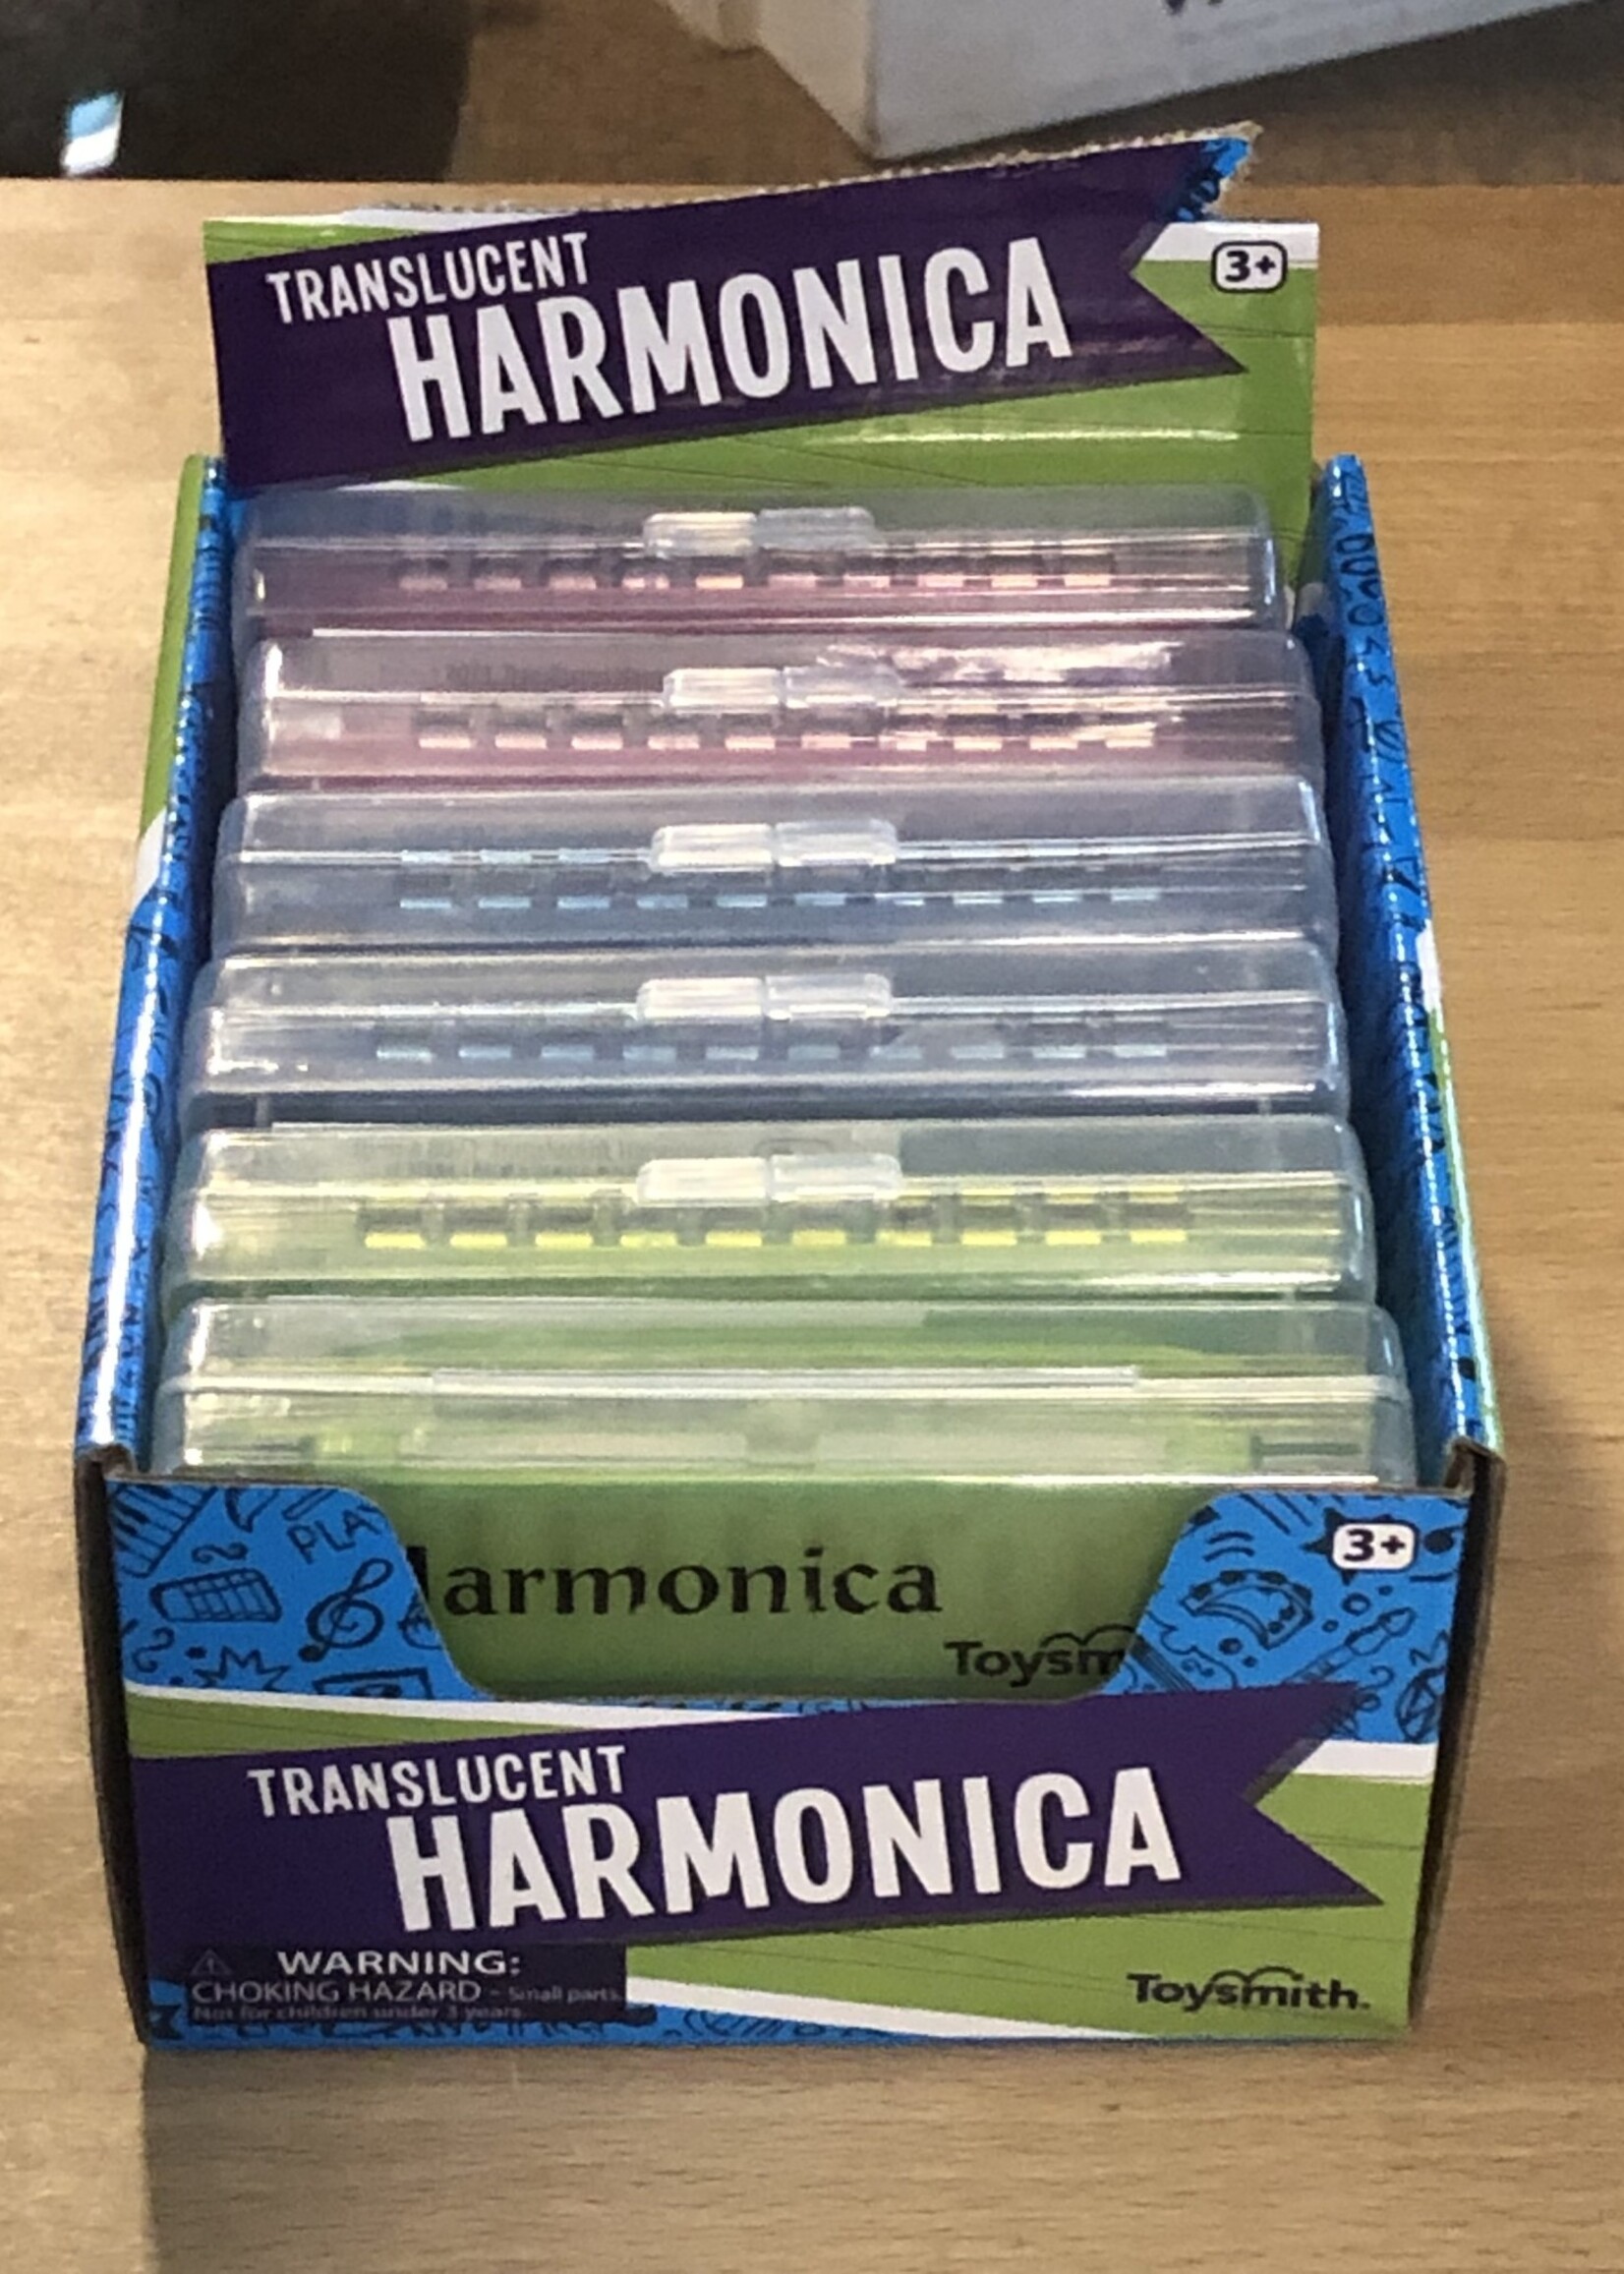 TRANSLUCENT
HARMONICA
3+
PLA
3+
armonica
Toysm
TRANSLUCENT
HARMONICA
WARNING:
CHOKING HAZARD - Small parts.
Not for children under 3 years.
Toysmith.